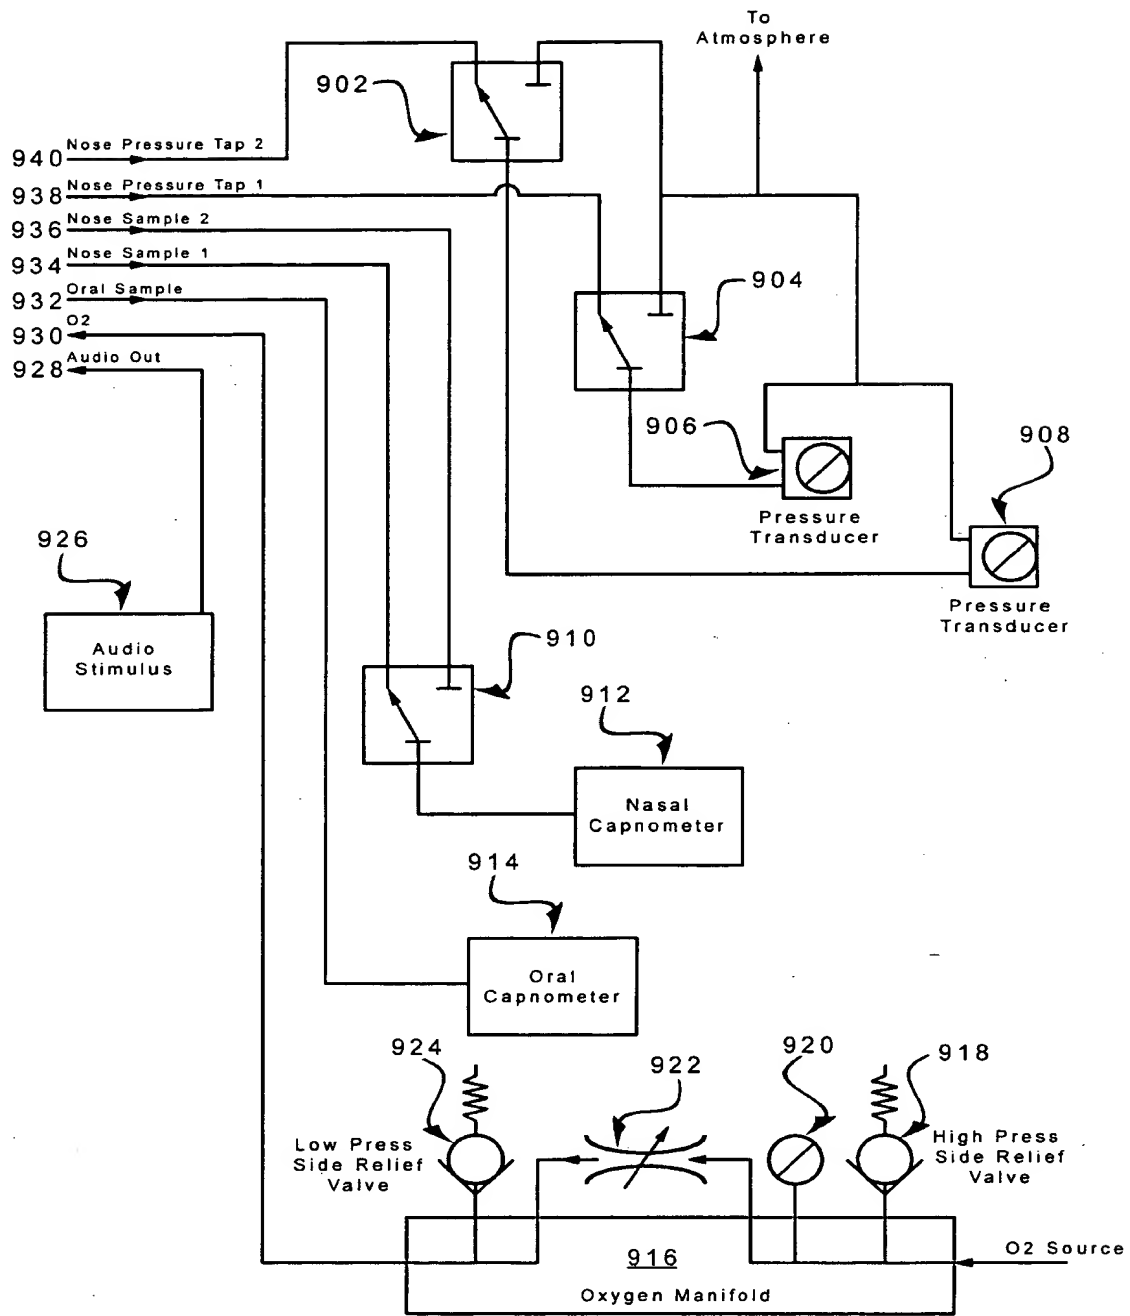 To
Atmosphere
902
940 Nose Pressure Tap 2
938 Nose Pressure Tap 1
936 Nose Sample 2
934 Nose Sample 1
932 Oral Sample
930 O2
928 Audio Out
904
906
908
Pressure
Transducer
Pressure
Transducer
926
Audio
Stimulus
910
912
Nasal
Capnometer
914
Oral
Capnometer
924
922
920
918
Low Press
Side Relief
Valve
High Press
Side Relief
Valve
916
O2 Source
Oxygen Manifold